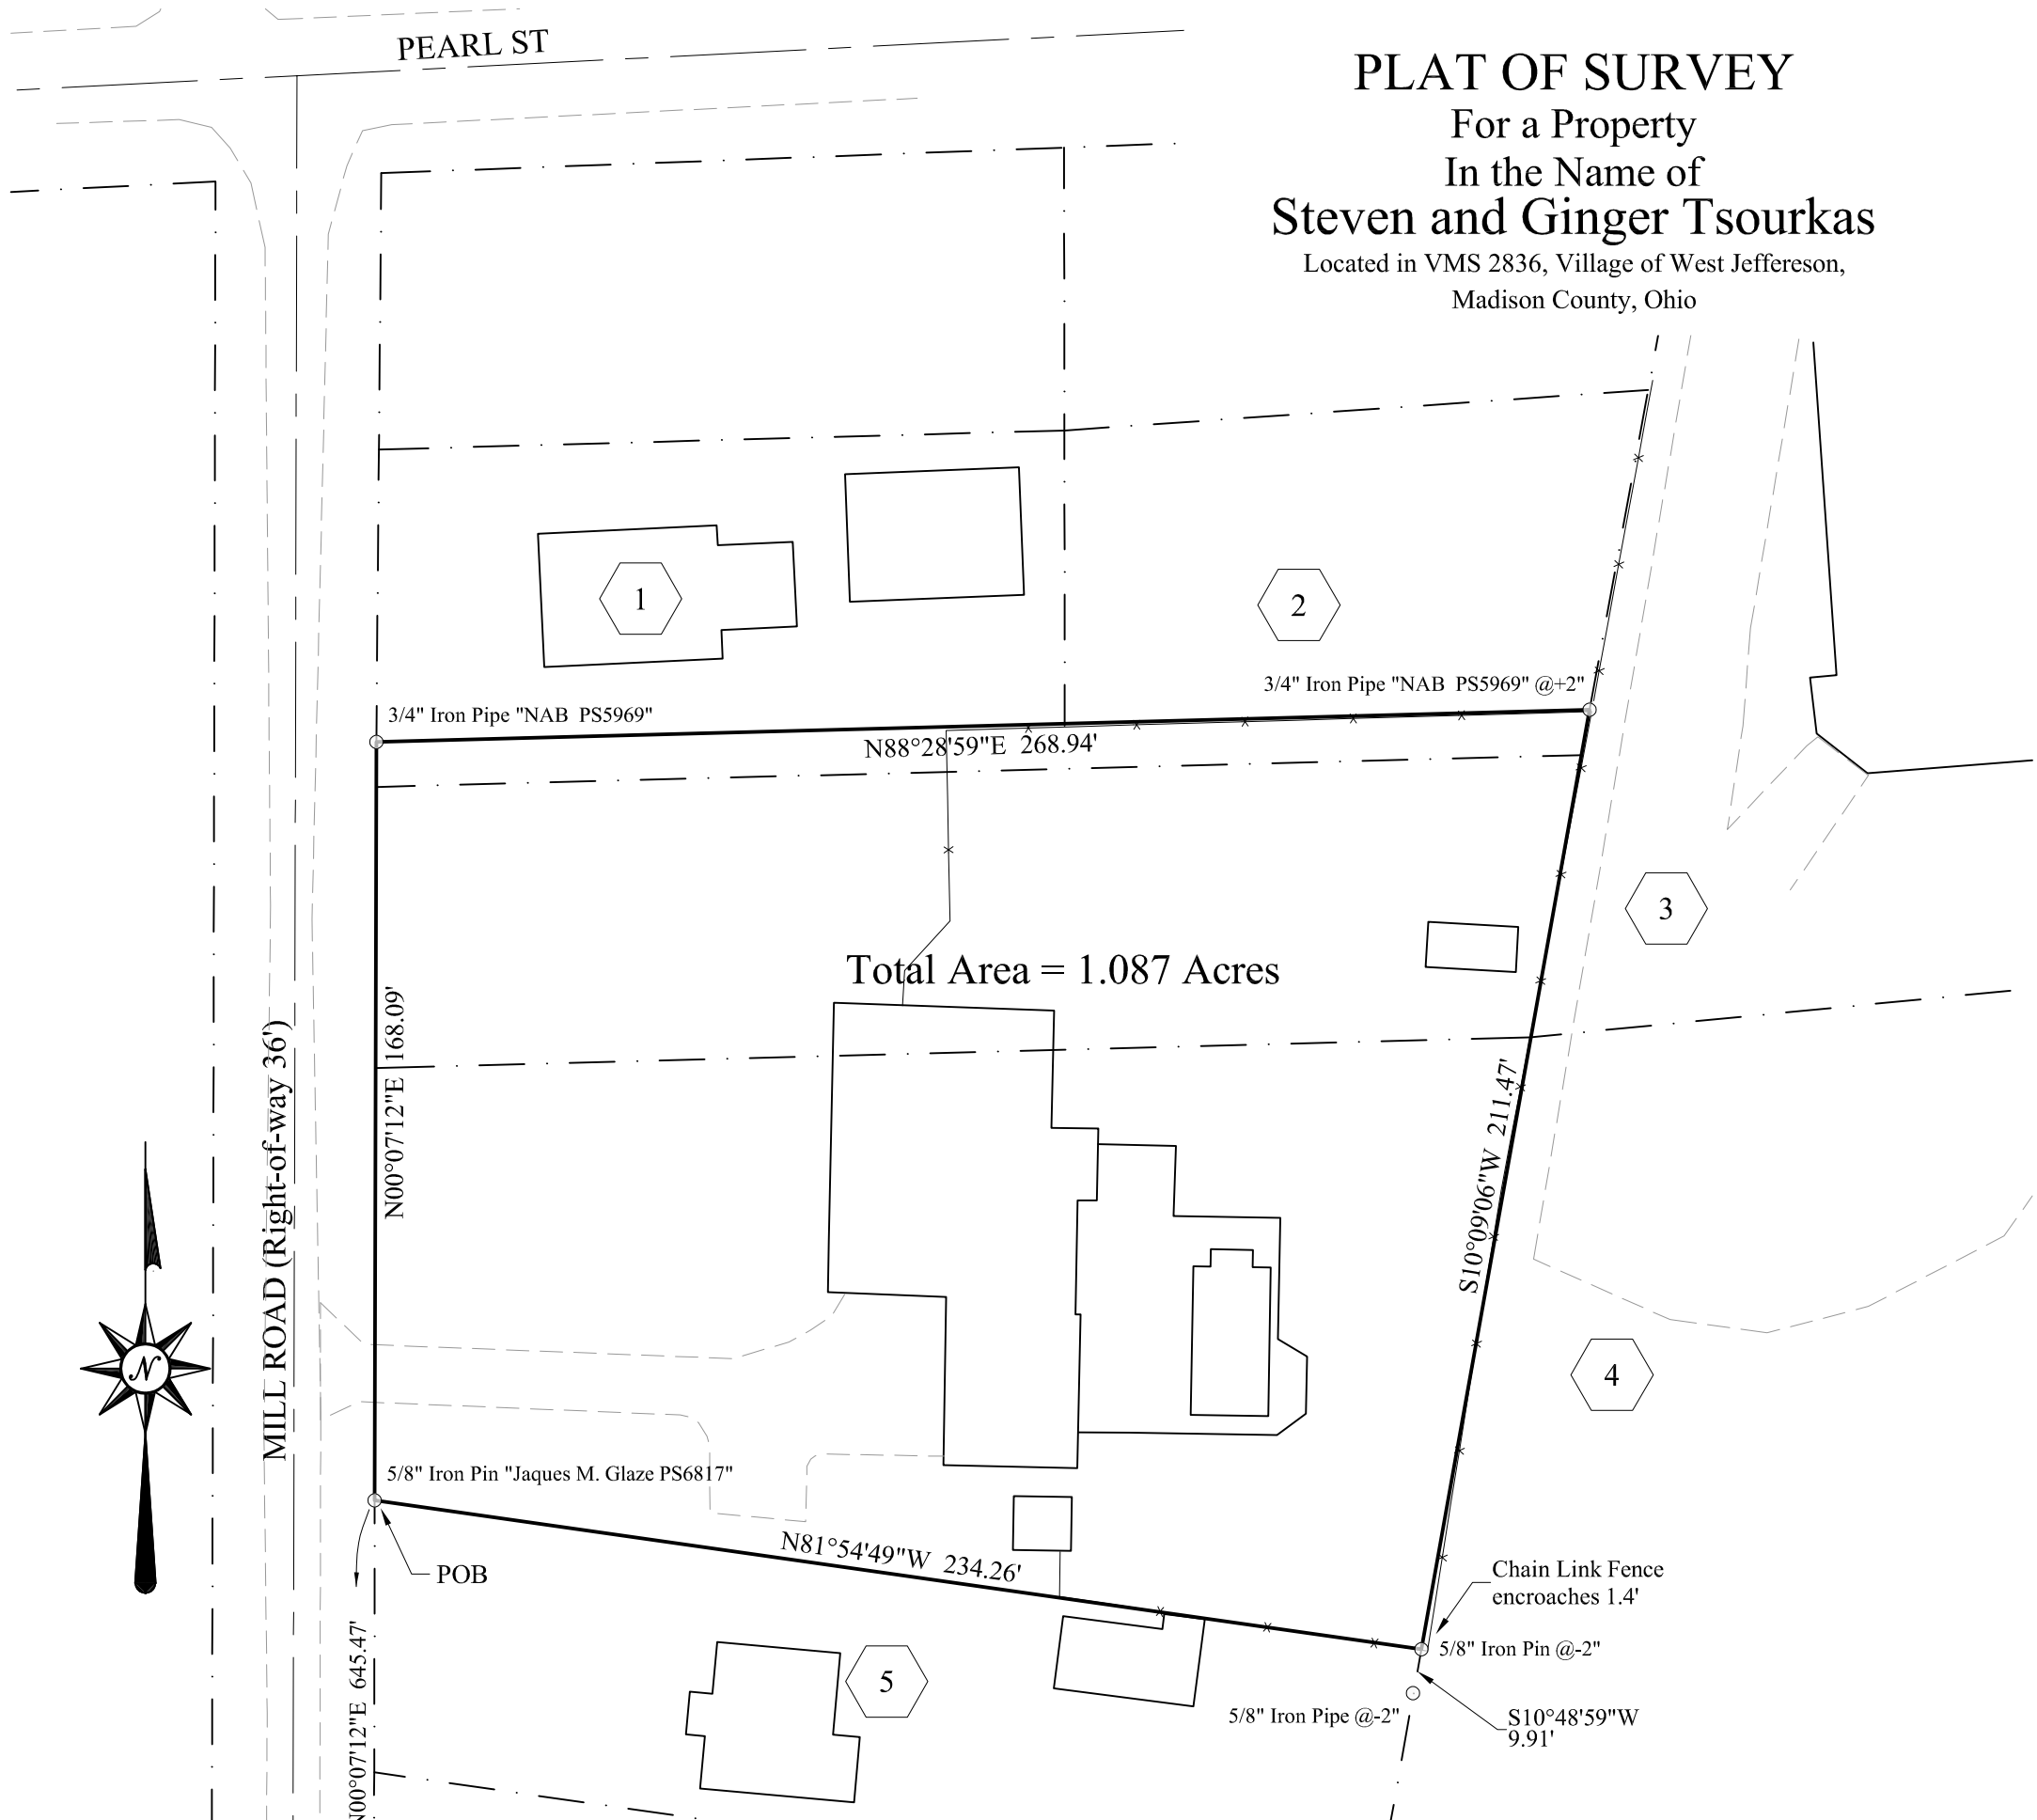 PEARL ST
PLAT OF SURVEY
For a Property
In the Name of
Steven and Ginger Tsourkas
Located in VMS 2836, Village of West Jeffereson,
Madison County, Ohio
1
2
3/4" Iron Pipe "NAB PS5969"
3/4" Iron Pipe "NAB PS5969" @+2"
N88°28'59"E 268.94'
3
Total Area = 1.087 Acres
N00°07'12"E 168.09'
MILL ROAD (Right-of-way 36')
S10°09'06"W 211.47'
N
4
5/8" Iron Pin "Jaques M. Glaze PS6817"
POB
N81°54'49"W 234.26'
Chain Link Fence
encroaches 1.4'
5/8" Iron Pin @-2"
5
5/8" Iron Pipe @-2"
S10°48'59"W
9.91'
N00°07'12"E 645.47'